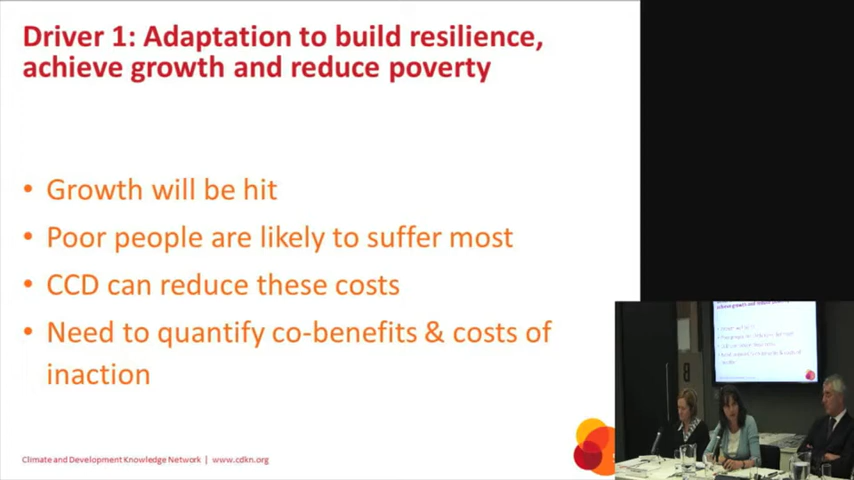 Driver 1: Adaptation to build resilience,
achieve growth and reduce poverty
• Growth will be hit
• Poor people are likely to suffer most
• CCD can reduce these costs
• Need to quantify co-benefits & costs of
inaction
Climate and Development Knowledge Network | www.cdkn.org